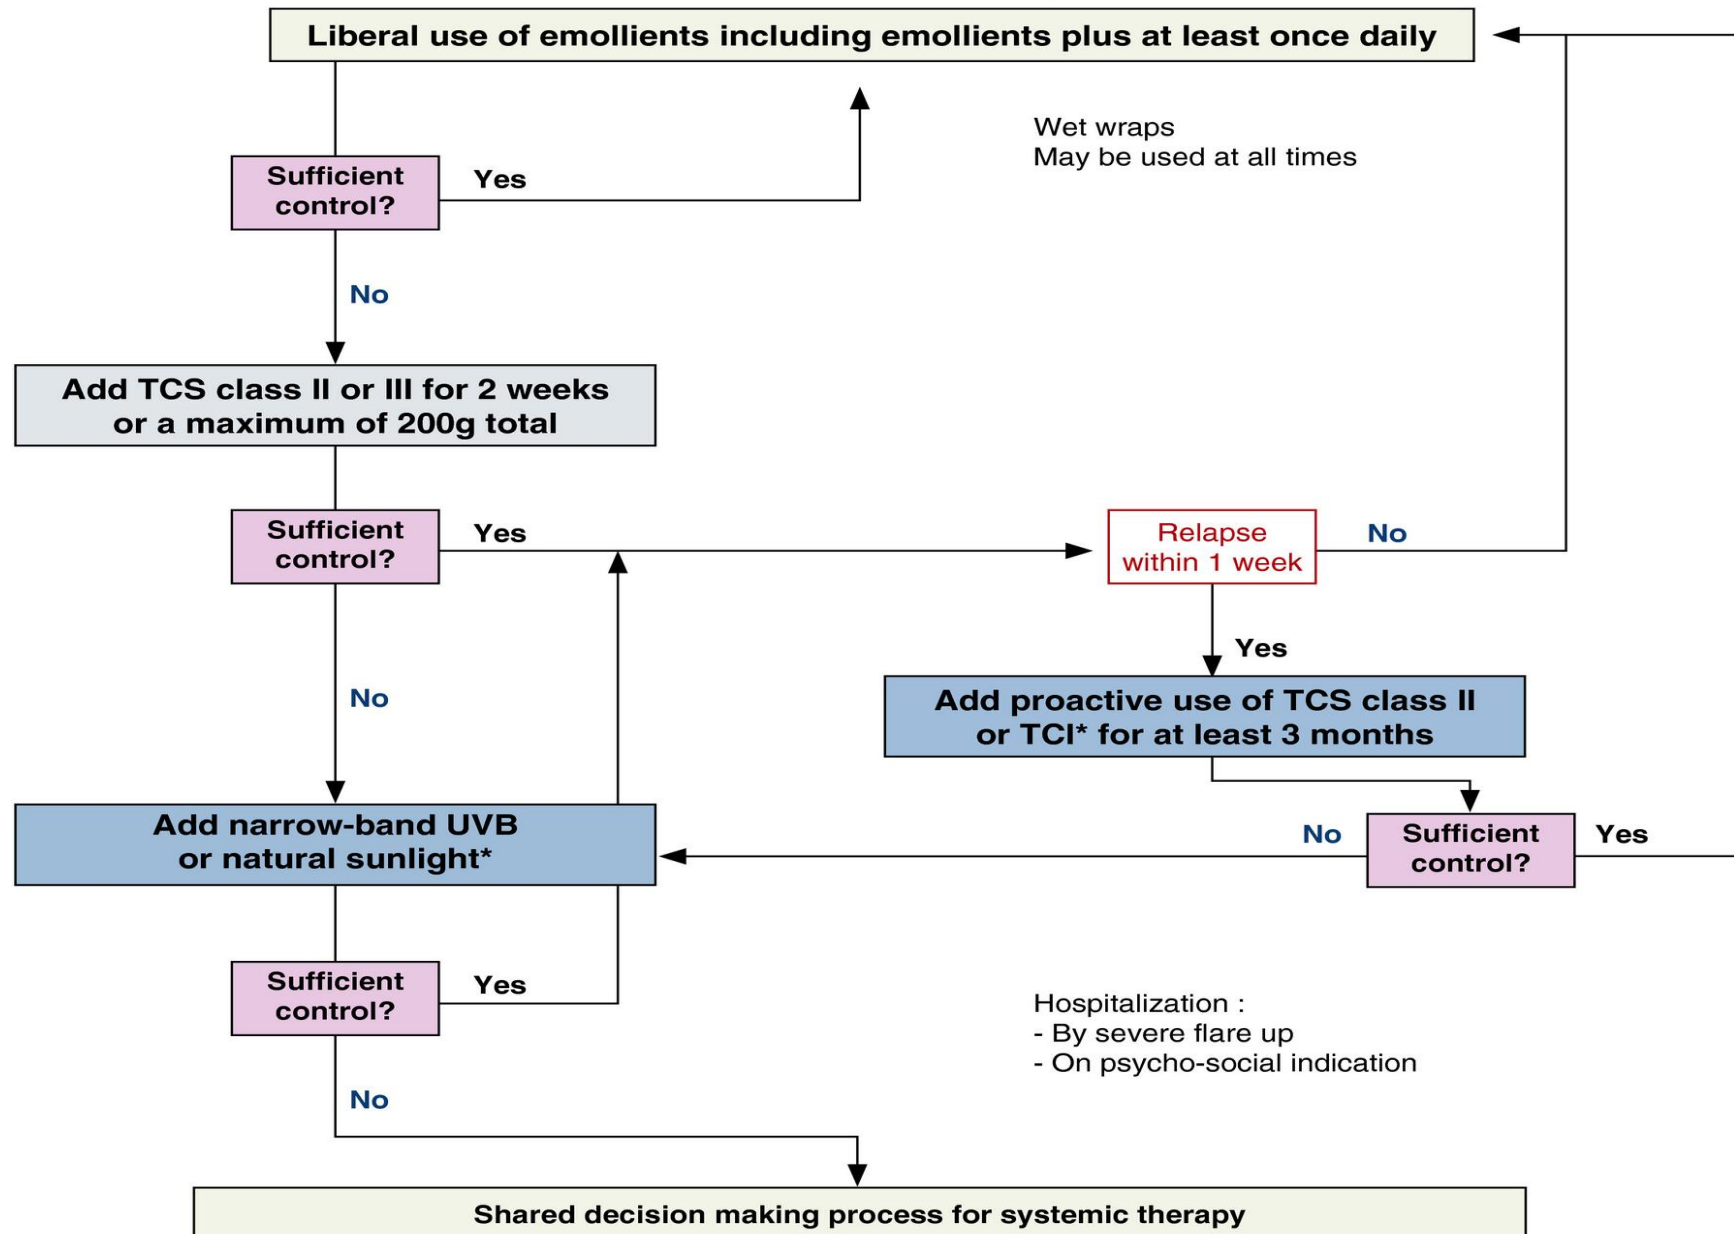 Liberal use of emollients including emollients plus at least once daily
Wet wraps
May be used at all times
Sufficient
control?
Yes
No
Add TCS class II or III for 2 weeks
or a maximum of 200g total
Sufficient
control?
Yes
Relapse
within 1 week
No
Yes
No
Add proactive use of TCS class II
or TCI* for at least 3 months
Add narrow-band UVB
or natural sunlight*
No
Sufficient
control?
Yes
Sufficient
control?
Yes
Hospitalization :
- By severe flare up
- On psycho-social indication
No
Shared decision making process for systemic therapy